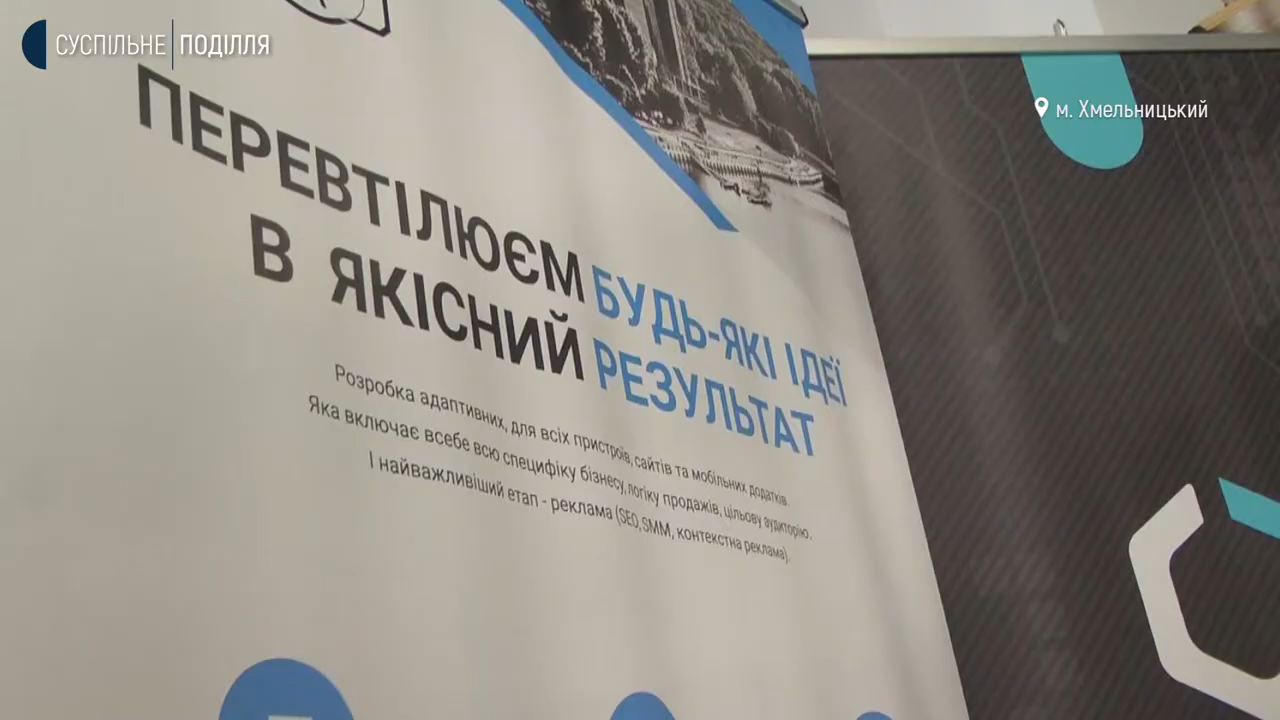 СУСПІЛЬНЕ ПОДІЛЛЯ
м. Хмельницький
ПЕРЕВТІЛЮЄМ БУДЬ-ЯКІ ІДЕЇ
В ЯКІСНИЙ РЕЗУЛЬТАТ
Розробка адаптивних, для всіх пристроїв, сайтів та мобільних додатків.
Яка включає всебе всю специфіку бізнесу, логіку продажів, цільову аудиторію.
І найважливіший етап - реклама (SEO, SMM, контекстна реклама).